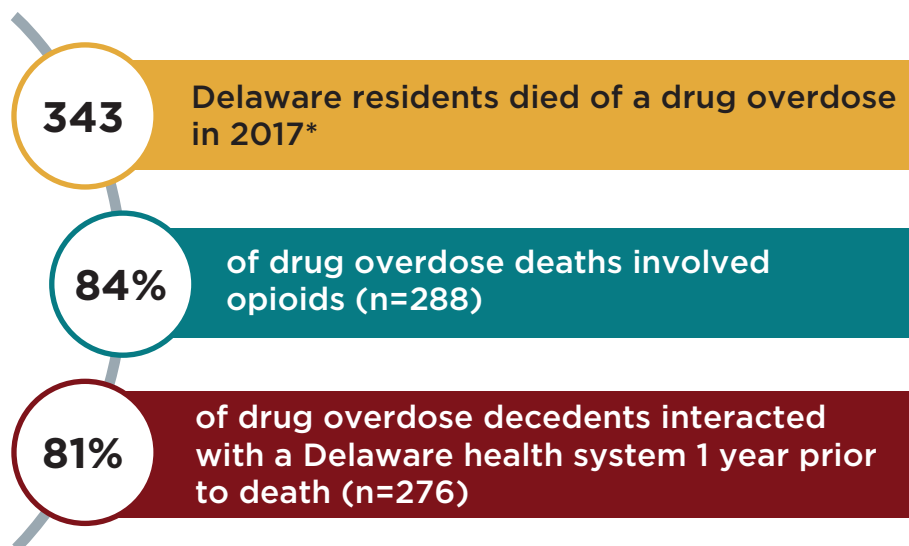 343
Delaware residents died of a drug overdose
in 2017*
84%
of drug overdose deaths involved
opioids (n=288)
81%
of drug overdose decedents interacted
with a Delaware health system 1 year prior
to death (n=276)